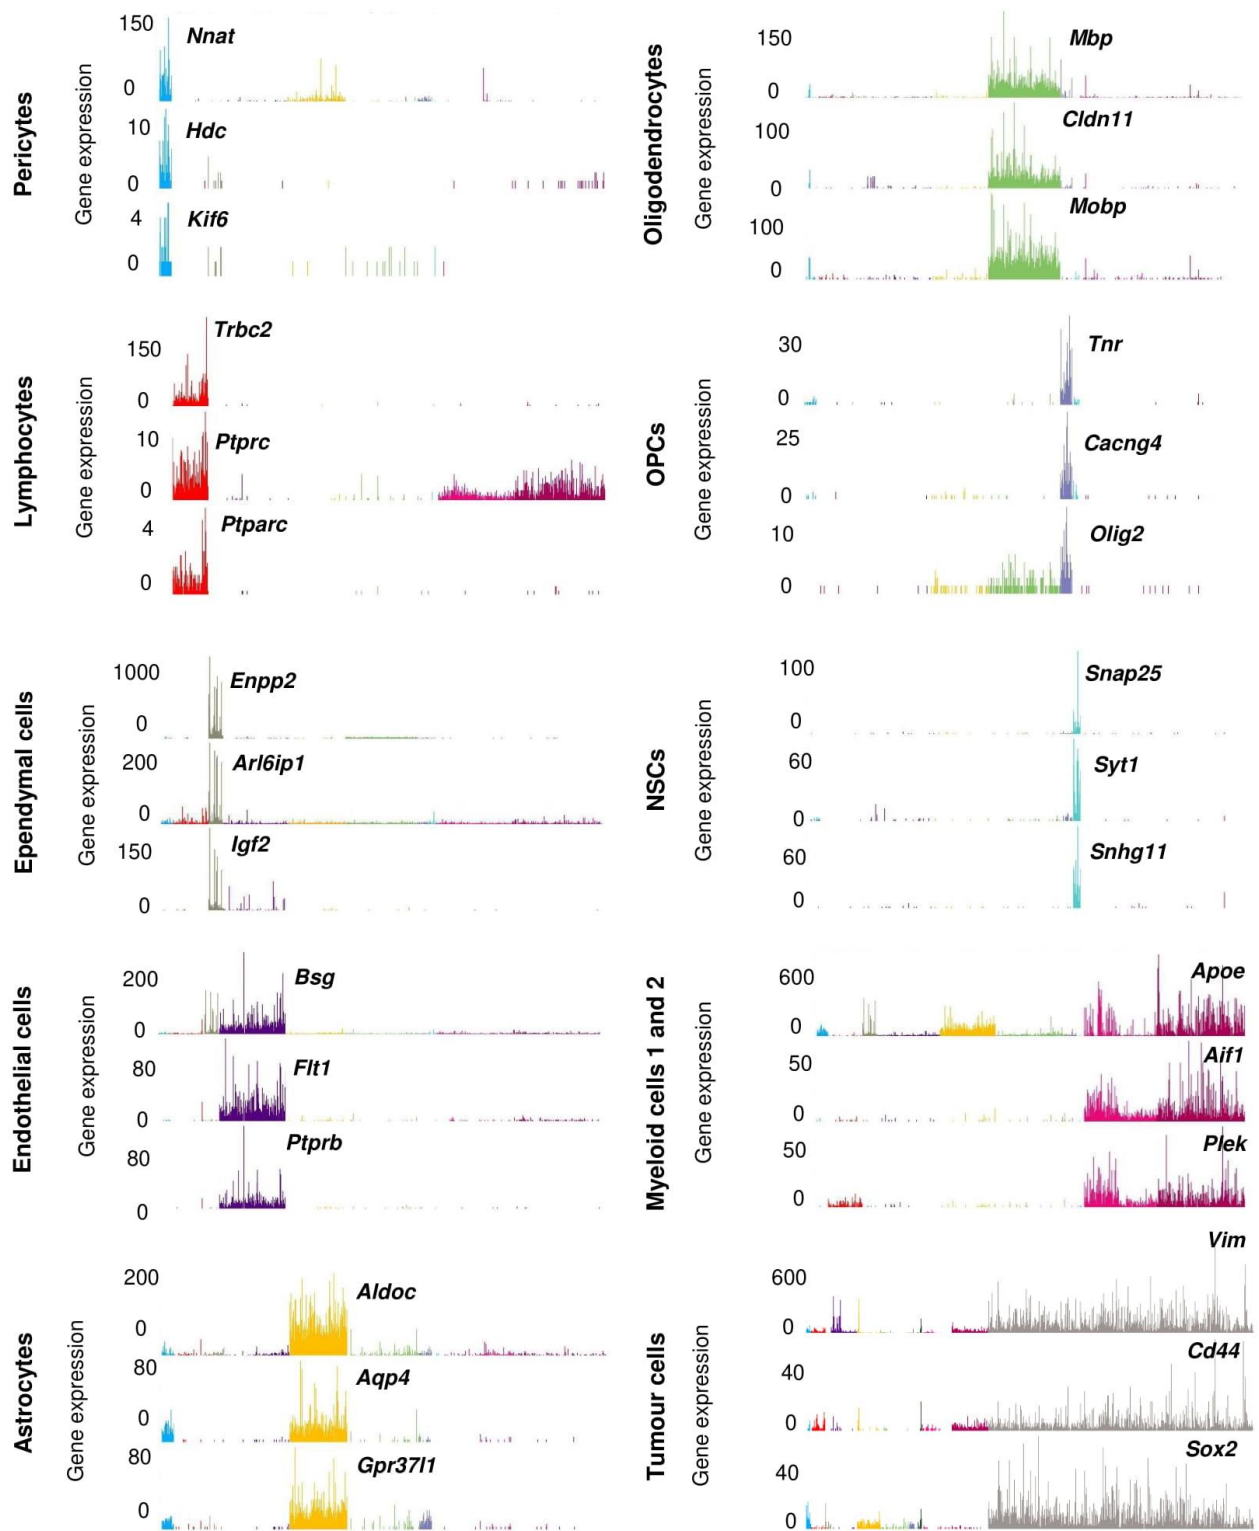 Pericytes
Gene expression
150
0
Nnat
10
0
Hdc
4
0
Kif6
Oligodendrocytes
Gene expression
150
0
Mbp
100
0
Cldn11
100
0
Mobp
Lymphocytes
Gene expression
150
0
Trbc2
10
0
Ptprc
4
0
Ptparc
OPCs
Gene expression
30
0
Tnr
25
0
Cacng4
10
0
Olig2
Ependymal cells
Gene expression
1000
0
Enpp2
200
0
Arl6ip1
150
0
Igf2
NSCs
Gene expression
100
0
Snap25
60
0
Syt1
60
0
Snhg11
Endothelial cells
Gene expression
200
0
Bsg
80
0
Flt1
80
0
Ptprb
Myeloid cells 1 and 2
Gene expression
600
0
Apoe
50
0
Aif1
50
0
Plek
Astrocytes
Gene expression
200
0
Aldoc
80
0
Aqp4
80
0
Gpr37l1
Tumour cells
Gene expression
600
0
Vim
40
0
Cd44
40
0
Sox2